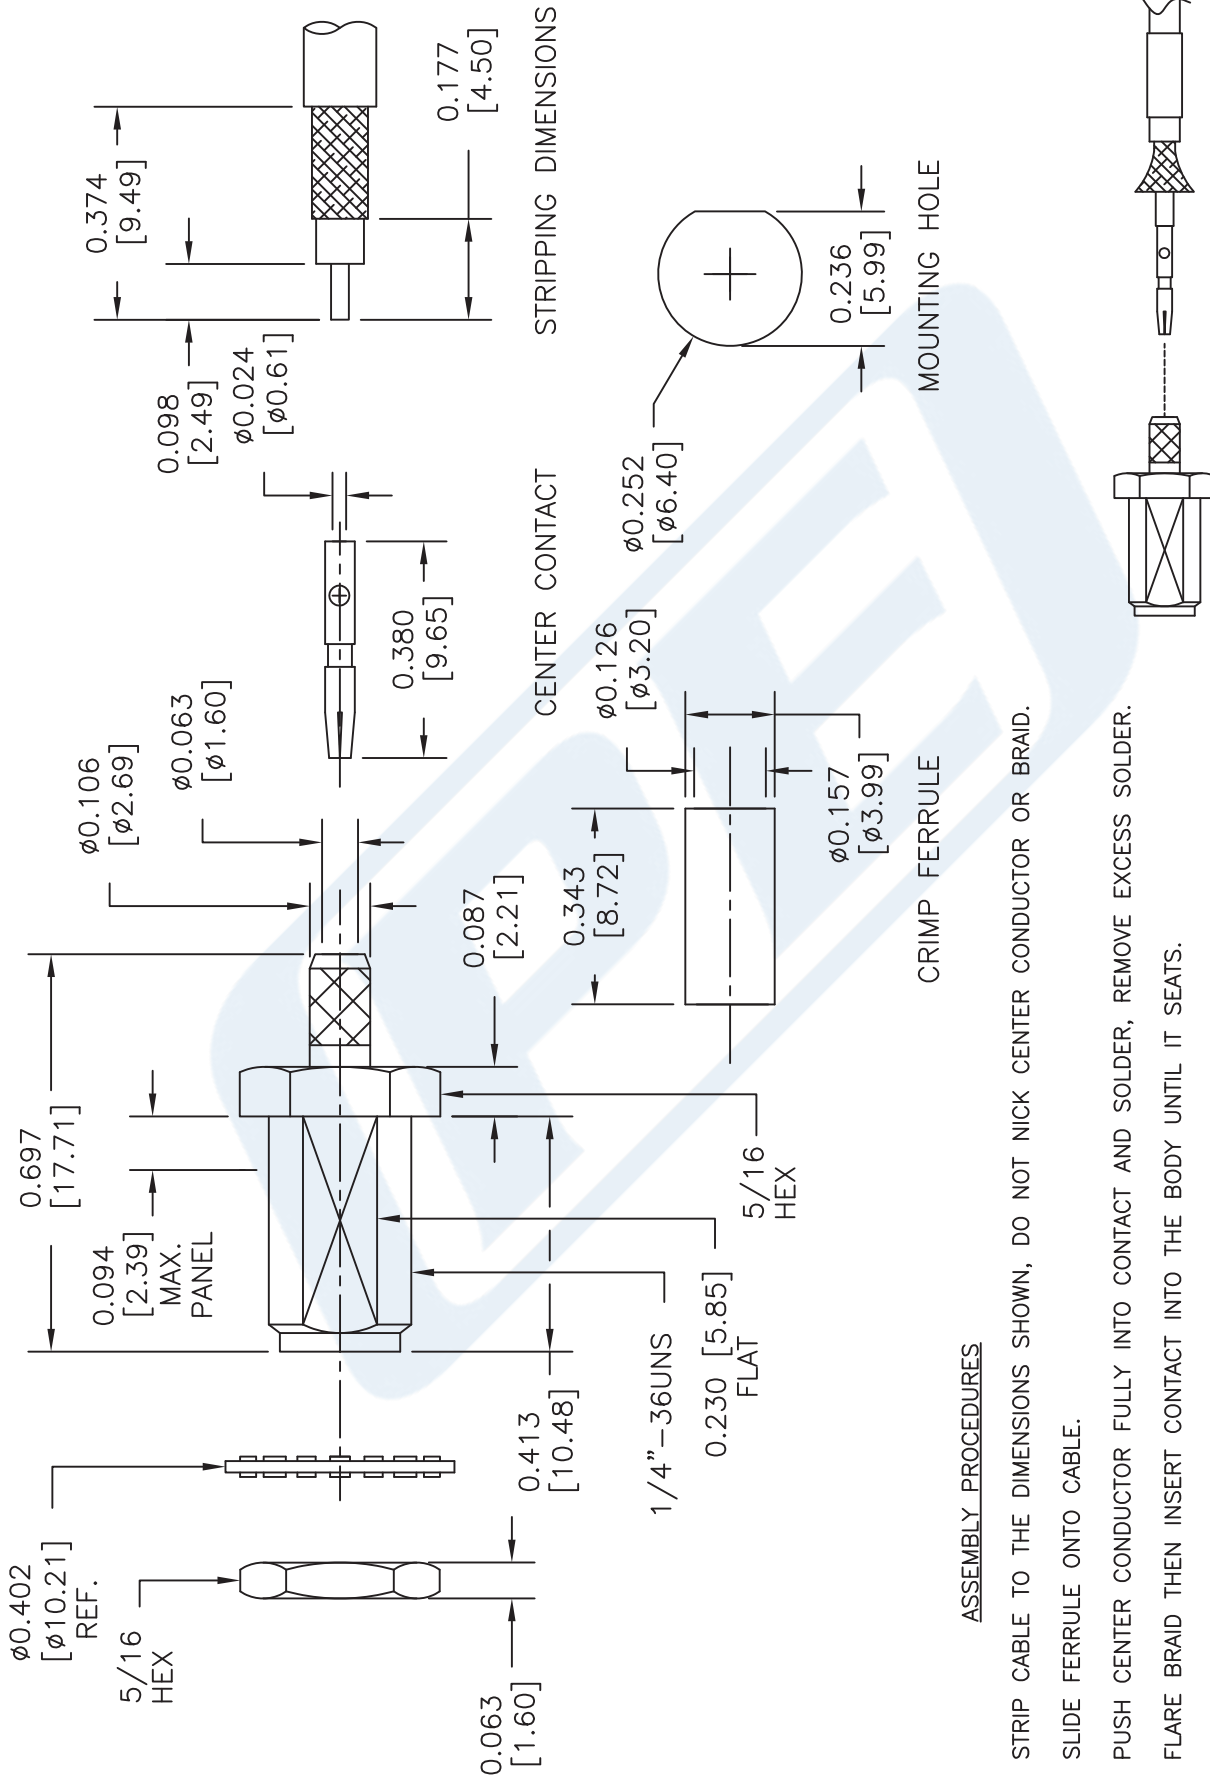 ø0.402
[ø10.21]
REF.
5/16
HEX
0.063
[1.60]
0.697
[17.71]
0.094
[2.39]
MAX.
PANEL
0.413
[10.48]
1/4"-36UNS
0.230 [5.85]
FLAT
5/16
HEX
ø0.106
[ø2.69]
ø0.063
[ø1.60]
0.087
[2.21]
0.380
[9.65]
ø0.024
[ø0.61]
CENTER CONTACT
0.374
[9.49]
0.098
[2.49]
0.177
[4.50]
STRIPPING DIMENSIONS
0.343
[8.72]
ø0.126
[ø3.20]
ø0.157
[ø3.99]
CRIMP FERRULE
ø0.252
[ø6.40]
0.236
[5.99]
MOUNTING HOLE
ASSEMBLY PROCEDURES
STRIP CABLE TO THE DIMENSIONS SHOWN, DO NOT NICK CENTER CONDUCTOR OR BRAID.
SLIDE FERRULE ONTO CABLE.
PUSH CENTER CONDUCTOR FULLY INTO CONTACT AND SOLDER, REMOVE EXCESS SOLDER.
FLARE BRAID THEN INSERT CONTACT INTO THE BODY UNTIL IT SEATS.
PE